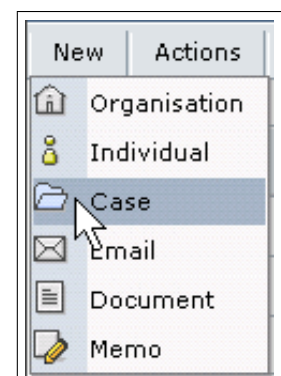 New Actions
Organisation
Individual
Case
Email
Document
Memo